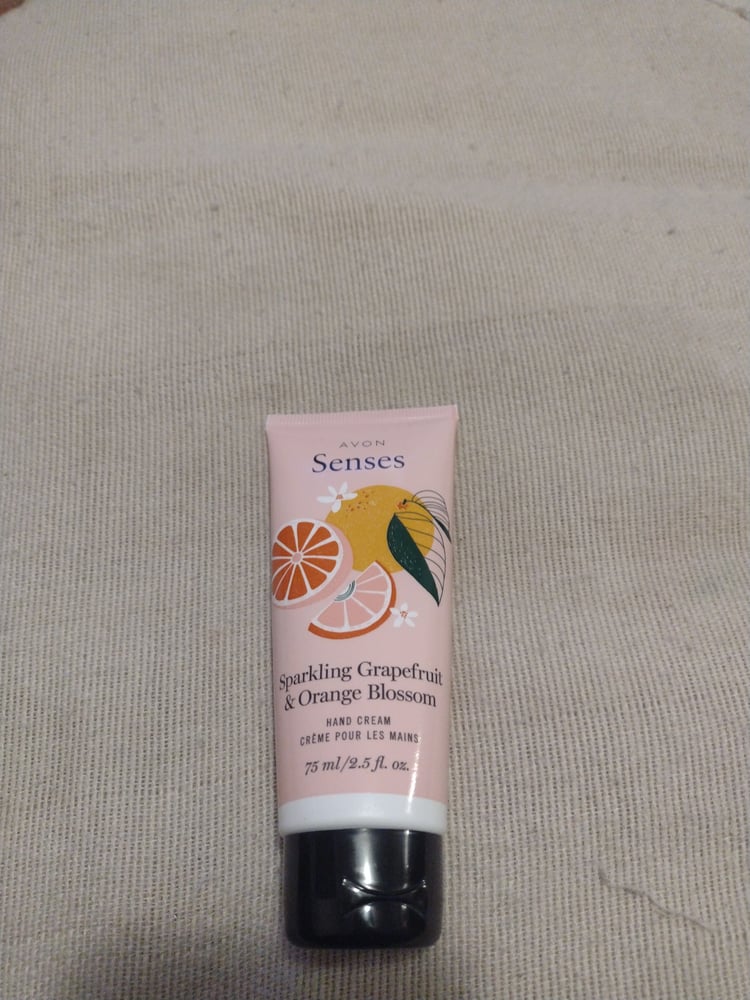 AVON
Senses
Sparkling Grapefruit
& Orange Blossom
HAND CREAM
CRÈME POUR LES MAINS
75 ml/2.5 fl. oz.